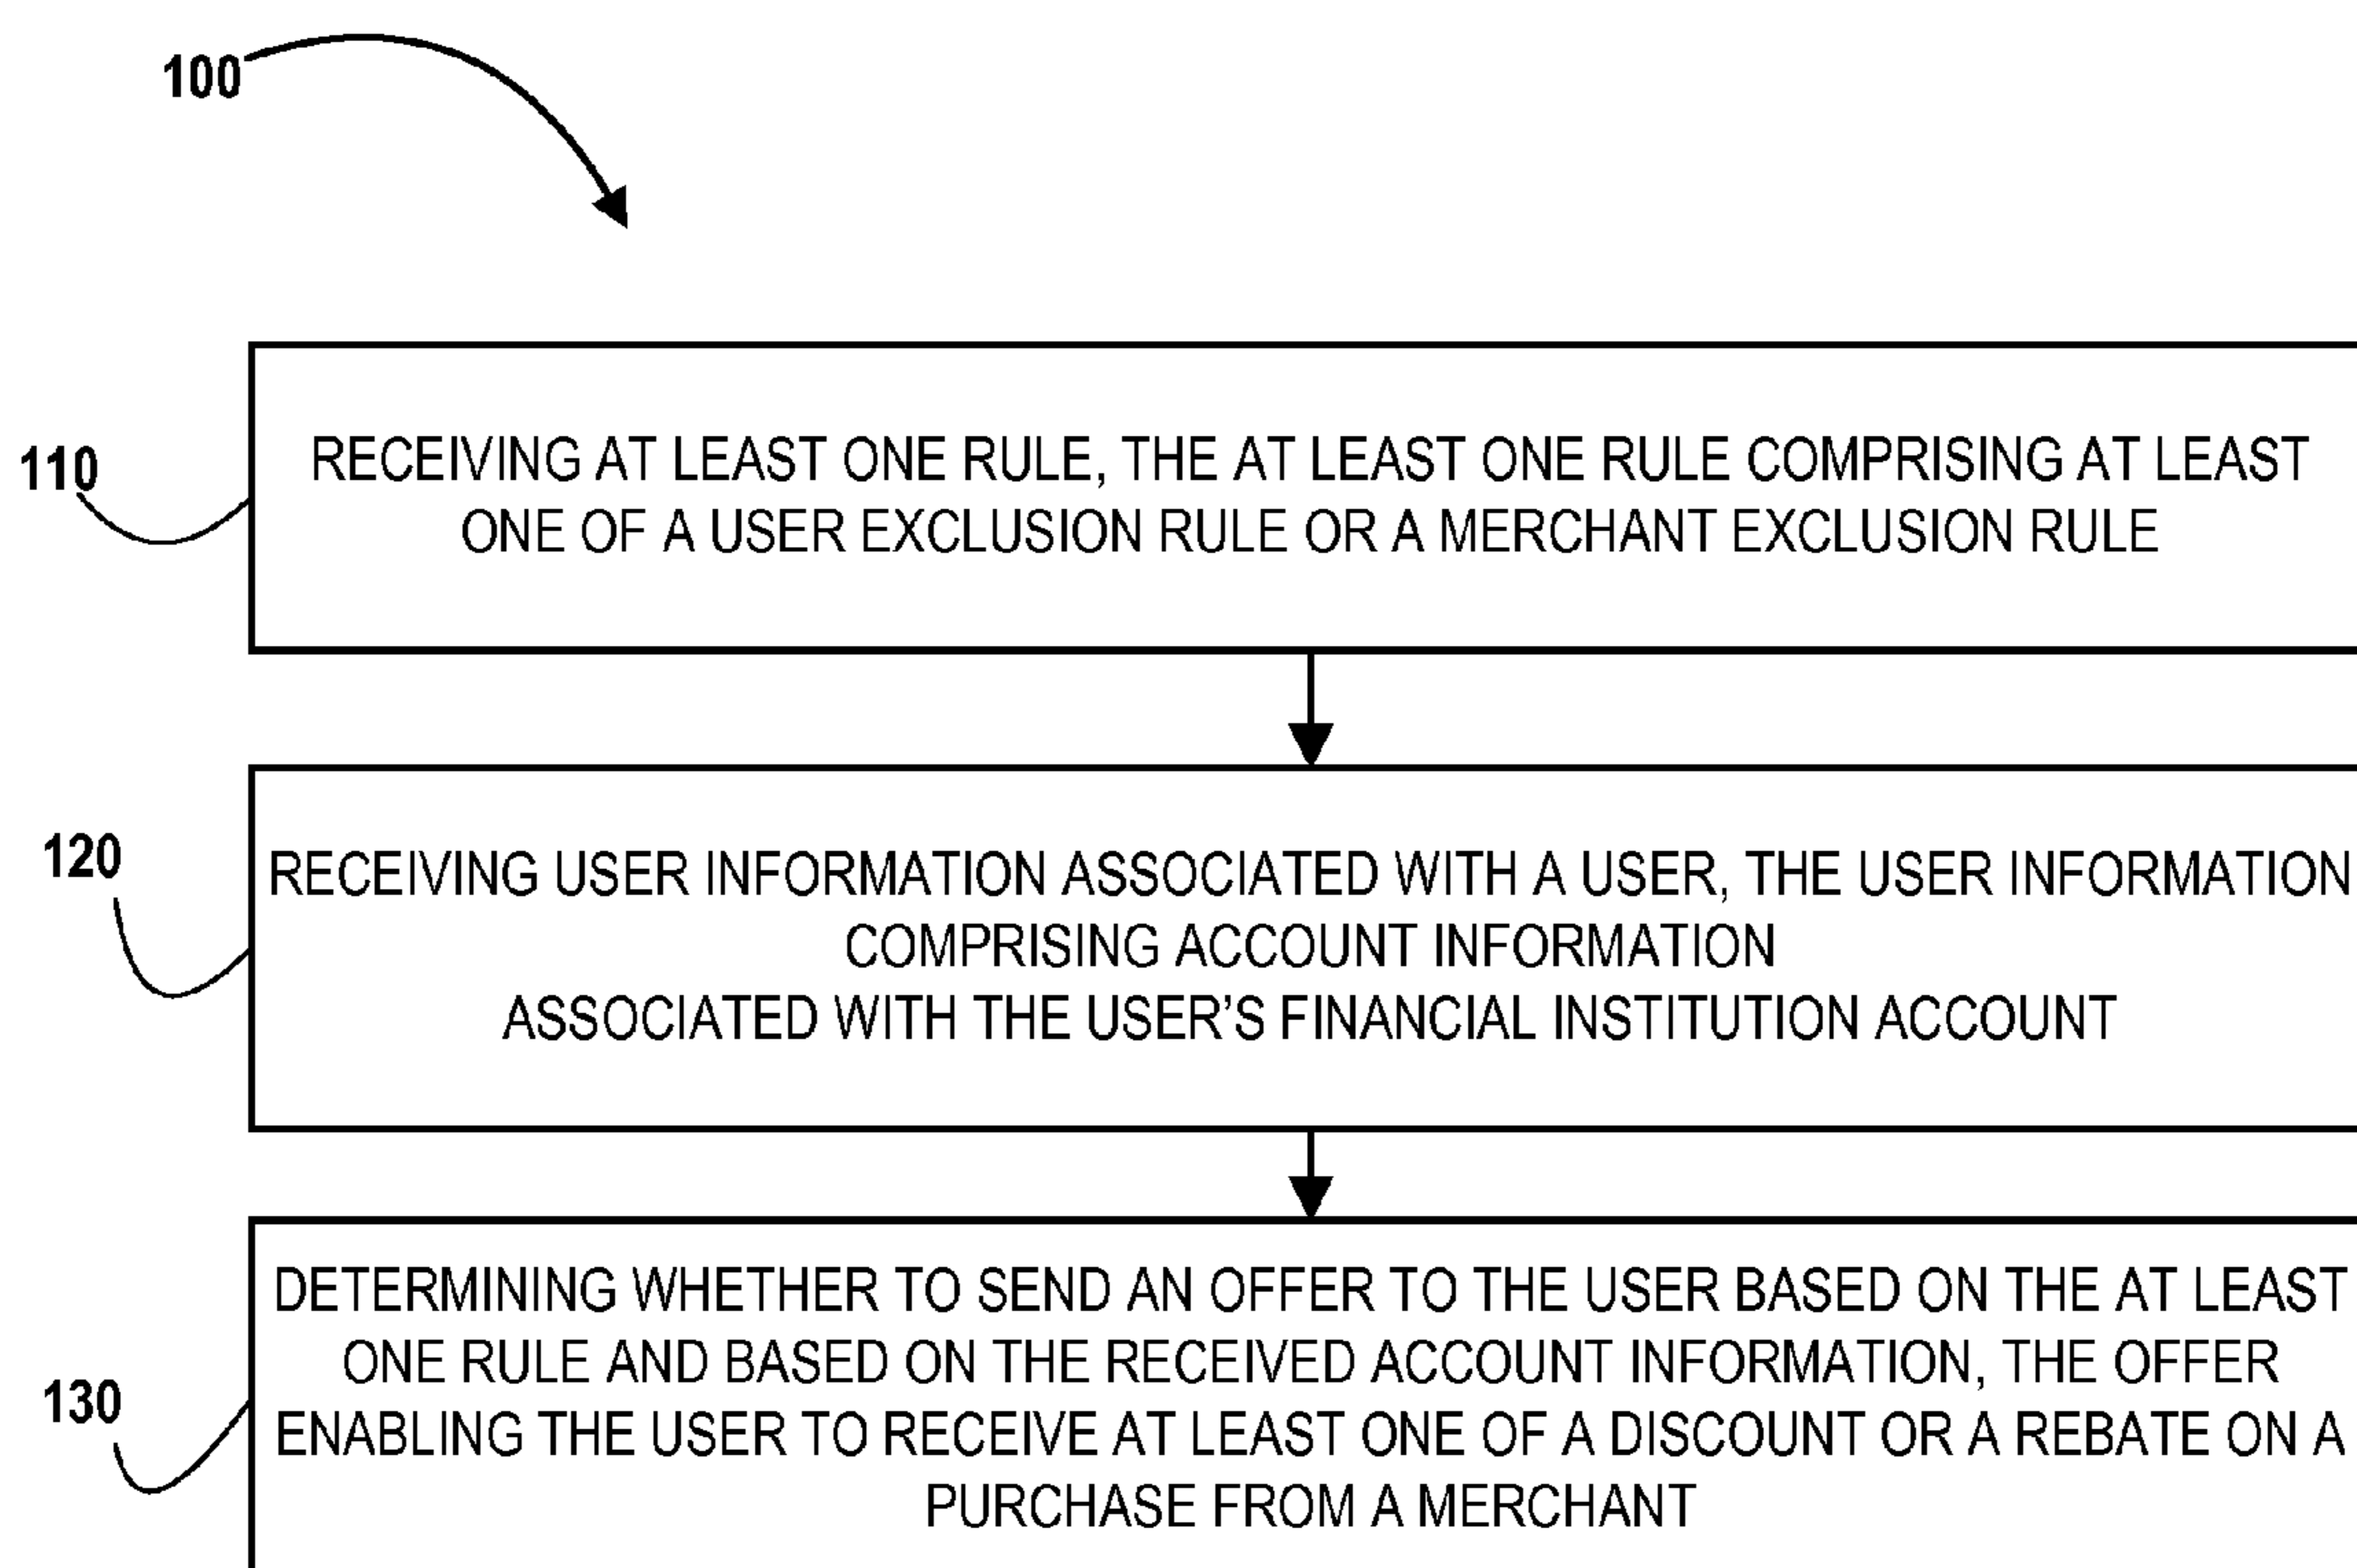 100
110
RECEIVING AT LEAST ONE RULE, THE AT LEAST ONE RULE COMPRISING AT LEAST
ONE OF A USER EXCLUSION RULE OR A MERCHANT EXCLUSION RULE
120
RECEIVING USER INFORMATION ASSOCIATED WITH A USER, THE USER INFORMATION
COMPRISING ACCOUNT INFORMATION
ASSOCIATED WITH THE USER’S FINANCIAL INSTITUTION ACCOUNT
130
DETERMINING WHETHER TO SEND AN OFFER TO THE USER BASED ON THE AT LEAST
ONE RULE AND BASED ON THE RECEIVED ACCOUNT INFORMATION, THE OFFER
ENABLING THE USER TO RECEIVE AT LEAST ONE OF A DISCOUNT OR A REBATE ON A
PURCHASE FROM A MERCHANT